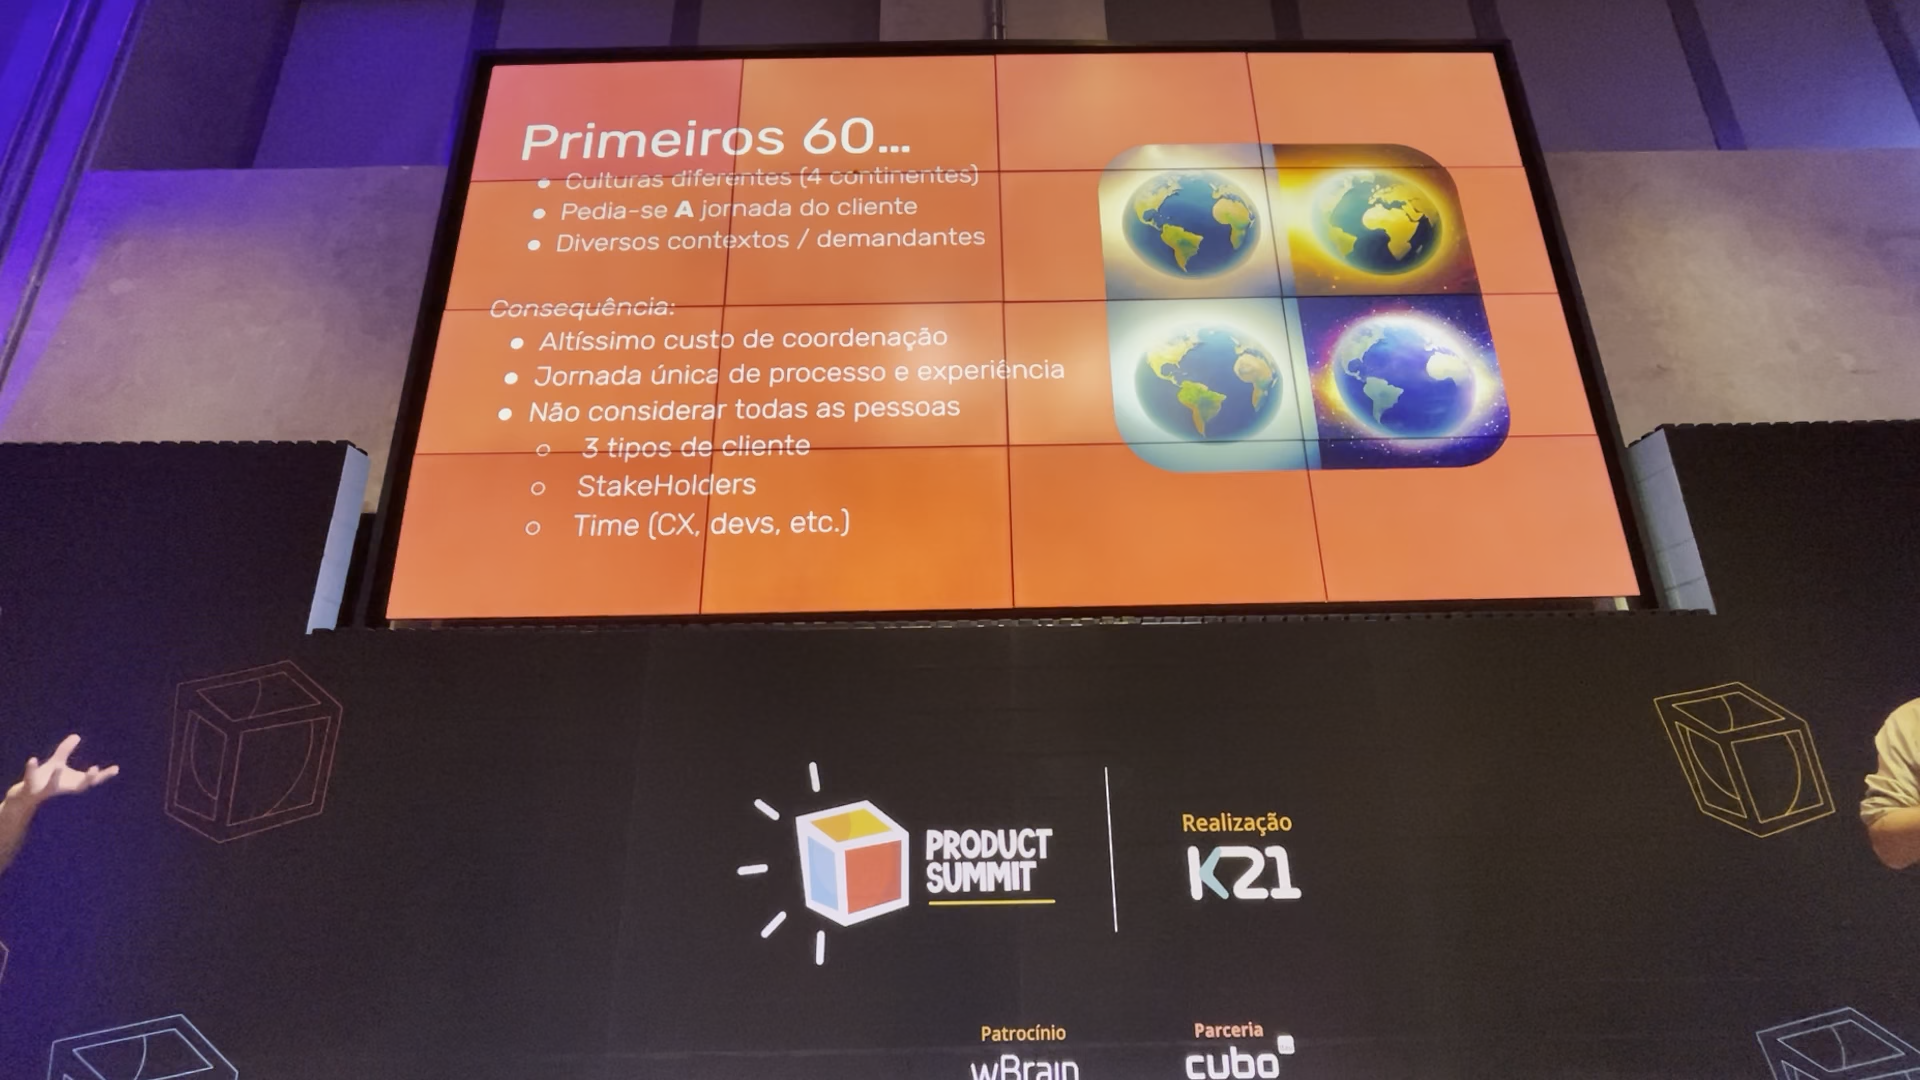 Primeiros 60...
Culturas diferentes (4 continentes)
Pedia-se A jornada do cliente
Diversos contextos / demandantes
Consequência:
Altíssimo custo de coordenação
Jornada única de processo e experiência
Não considerar todas as pessoas
3 tipos de cliente
StakeHolders
Time (CX, devs, etc.)
PRODUCT
SUMMIT
Realização
K21
Patrocínio
wBrain
Parceria
cubo